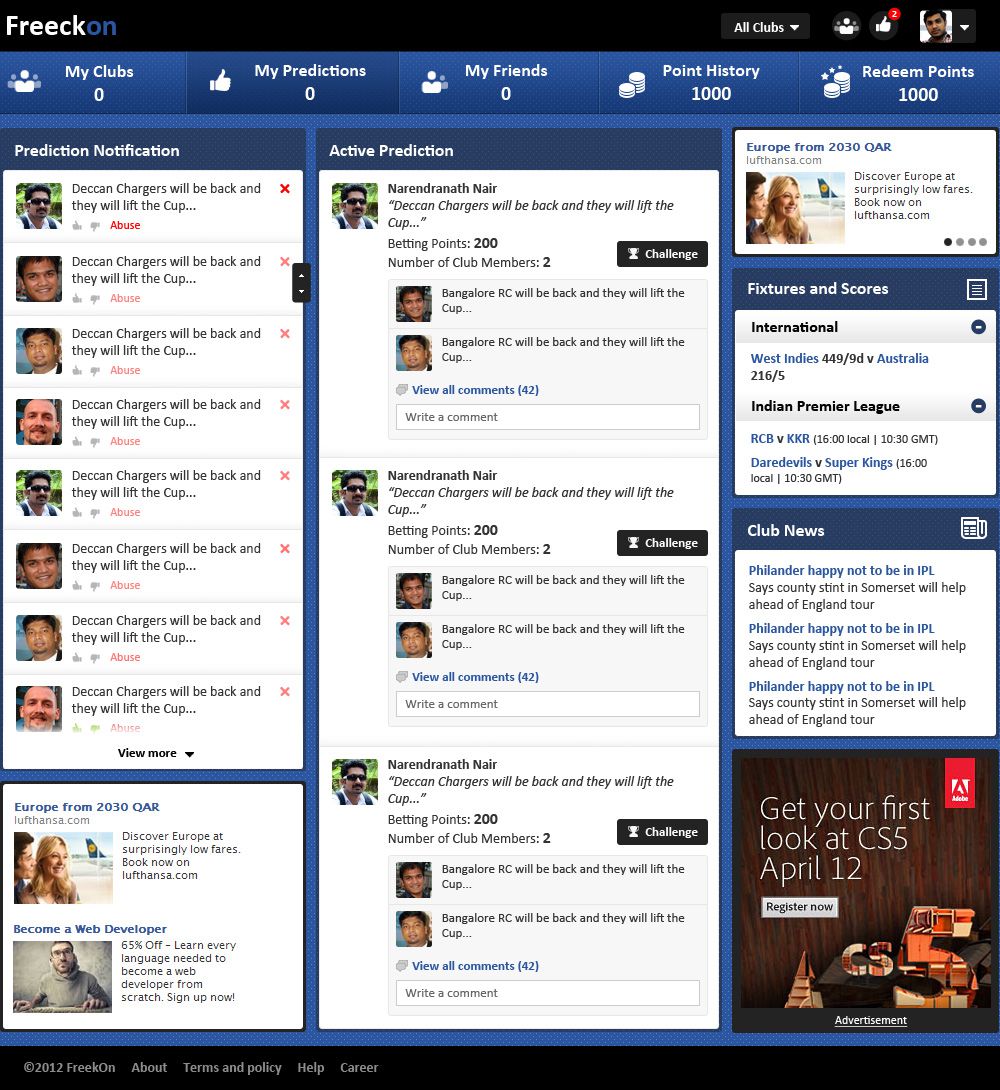 Freeckon
All Clubs
2
My Clubs
0
My Predictions
0
My Friends
0
Point History
1000
Redeem Points
1000
Prediction Notification
Deccan Chargers will be back and
they will lift the Cup...
Abuse
Deccan Chargers will be back and
they will lift the Cup...
Abuse
Deccan Chargers will be back and
they will lift the Cup...
Abuse
Deccan Chargers will be back and
they will lift the Cup...
Abuse
Deccan Chargers will be back and
they will lift the Cup...
Abuse
Deccan Chargers will be back and
they will lift the Cup...
Abuse
Deccan Chargers will be back and
they will lift the Cup...
Abuse
Deccan Chargers will be back and
they will lift the Cup...
Abuse
View more
Europe from 2030 QAR
lufthansa.com
Discover Europe at
surprisingly low fares.
Book now on
lufthansa.com
Become a Web Developer
65% Off - Learn every
language needed to
become a web
developer from
scratch. Sign up now!
Active Prediction
Narendranath Nair
“Deccan Chargers will be back and they will lift the
Cup...”
Betting Points: 200
Number of Club Members: 2
Challenge
Bangalore RC will be back and they will lift the
Cup...
Bangalore RC will be back and they will lift the
Cup...
View all comments (42)
Write a comment
Narendranath Nair
“Deccan Chargers will be back and they will lift the
Cup...”
Betting Points: 200
Number of Club Members: 2
Challenge
Bangalore RC will be back and they will lift the
Cup...
Bangalore RC will be back and they will lift the
Cup...
View all comments (42)
Write a comment
Narendranath Nair
“Deccan Chargers will be back and they will lift the
Cup...”
Betting Points: 200
Number of Club Members: 2
Challenge
Bangalore RC will be back and they will lift the
Cup...
Bangalore RC will be back and they will lift the
Cup...
View all comments (42)
Write a comment
Europe from 2030 QAR
lufthansa.com
Discover Europe at
surprisingly low fares.
Book now on
lufthansa.com
Fixtures and Scores
International
West Indies 449/9d v Australia
216/5
Indian Premier League
RCB v KKR (16:00 local | 10:30 GMT)
Daredevils v Super Kings (16:00
local | 10:30 GMT)
Club News
Philander happy not to be in IPL
Says county stint in Somerset will help
ahead of England tour
Philander happy not to be in IPL
Says county stint in Somerset will help
ahead of England tour
Philander happy not to be in IPL
Says county stint in Somerset will help
ahead of England tour
Adobe
Get your first
look at CS5
April 12
Register now
CS5
Advertisement
©2012 FreekOn About Terms and policy Help Career